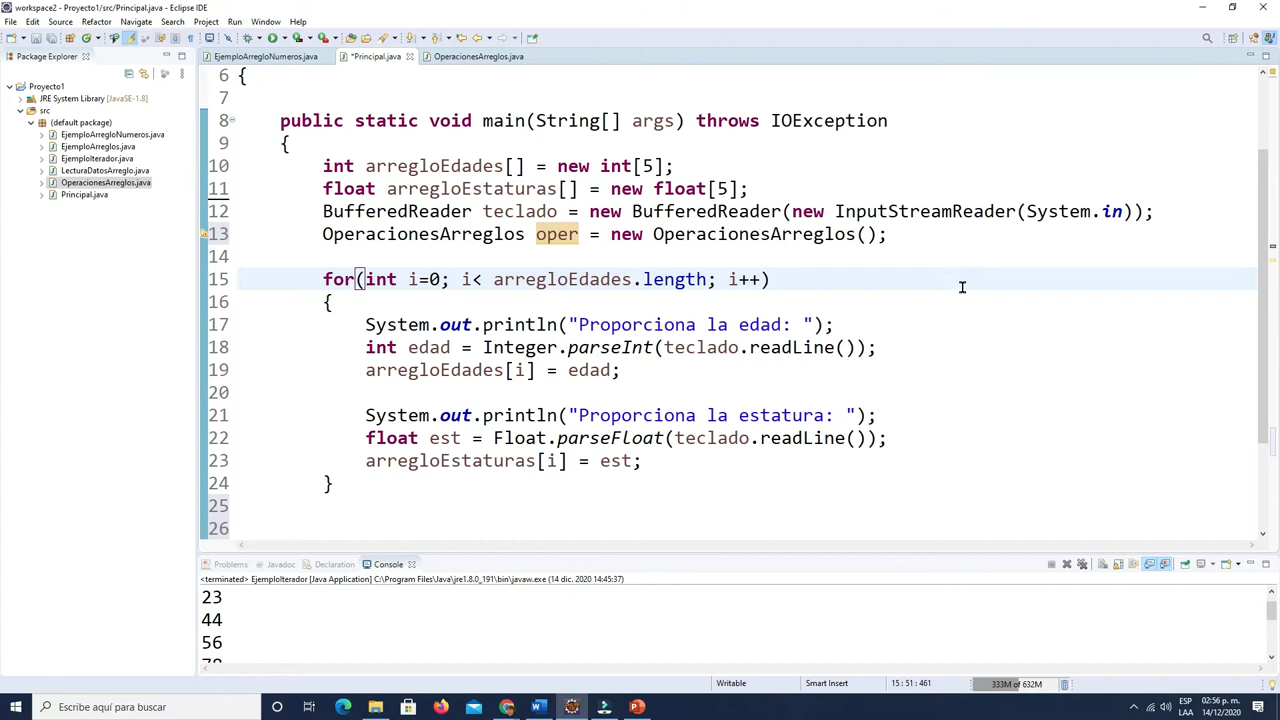 workspace2 - Proyecto1/src/Principal.java - Eclipse IDE
File Edit Source Refactor Navigate Search Project Run Window Help
Package Explorer
EjemploArregloNumeros.java
*Principal.java
OperacionesArreglos.java
Proyecto1
JRE System Library [JavaSE-1.8]
src
(default package)
EjemploArregloNumeros.java
EjemploArreglos.java
EjemploIterador.java
LecturaDatosArreglo.java
OperacionesArreglos.java
Principal.java
6 {
7
8 public static void main(String[] args) throws IOException
9 {
10 int arregloEdades[] = new int[5];
11 float arregloEstaturas[] = new float[5];
12 BufferedReader teclado = new BufferedReader(new InputStreamReader(System.in));
13 OperacionesArreglos oper = new OperacionesArreglos();
14
15 for(int i=0; i< arregloEdades.length; i++)
16 {
17 System.out.println("Proporciona la edad: ");
18 int edad = Integer.parseInt(teclado.readLine());
19 arregloEdades[i] = edad;
20
21 System.out.println("Proporciona la estatura: ");
22 float est = Float.parseFloat(teclado.readLine());
23 arregloEstaturas[i] = est;
24 }
25
26
Problems Javadoc Declaration Console
<terminated> EjemploIterador [Java Application] C:\Program Files\Java\jre1.8.0_191\bin\javaw.exe (14 dic. 2020 14:45:37)
23
44
56
78
Writable Smart Insert 15 : 51 : 461 333M of 632M
Escribe aquí para buscar
ESP 02:56 p. m.
LAA 14/12/2020